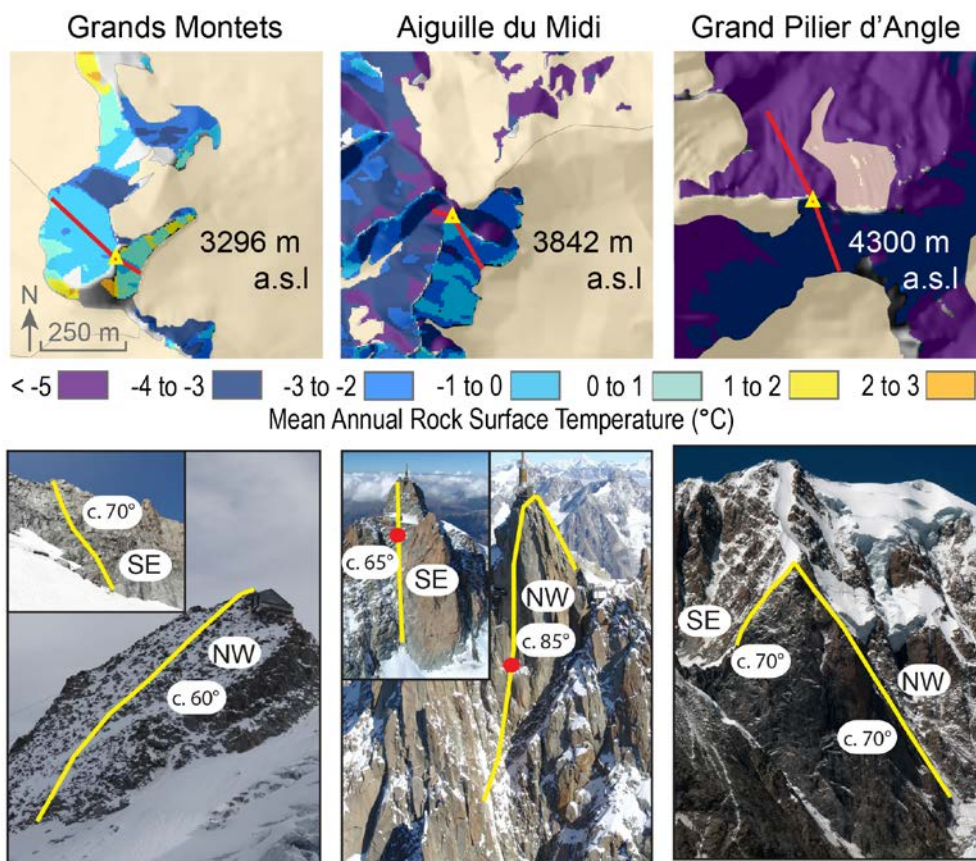 Grands Montets
Aiguille du Midi
Grand Pilier d'Angle
3296 m
a.s.l
N
250 m
3842 m
a.s.l
4300 m
a.s.l
< -5
-4 to -3
-3 to -2
-1 to 0
0 to 1
1 to 2
2 to 3
Mean Annual Rock Surface Temperature (°C)
c. 70°
SE
NW
c. 60°
c. 65°
SE
NW
c. 85°
SE
c. 70°
NW
c. 70°